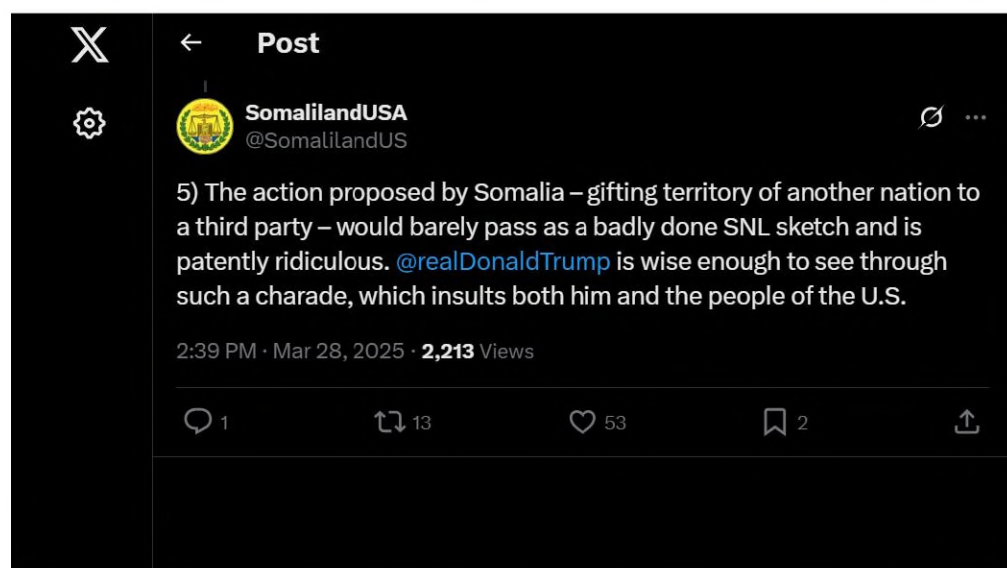 Post
SomalilandUSA
@SomalilandUS
5) The action proposed by Somalia – gifting territory of another nation to
a third party – would barely pass as a badly done SNL sketch and is
patently ridiculous. @realDonaldTrump is wise enough to see through
such a charade, which insults both him and the people of the U.S.
2:39 PM · Mar 28, 2025 · 2,213 Views
1 13 53 2